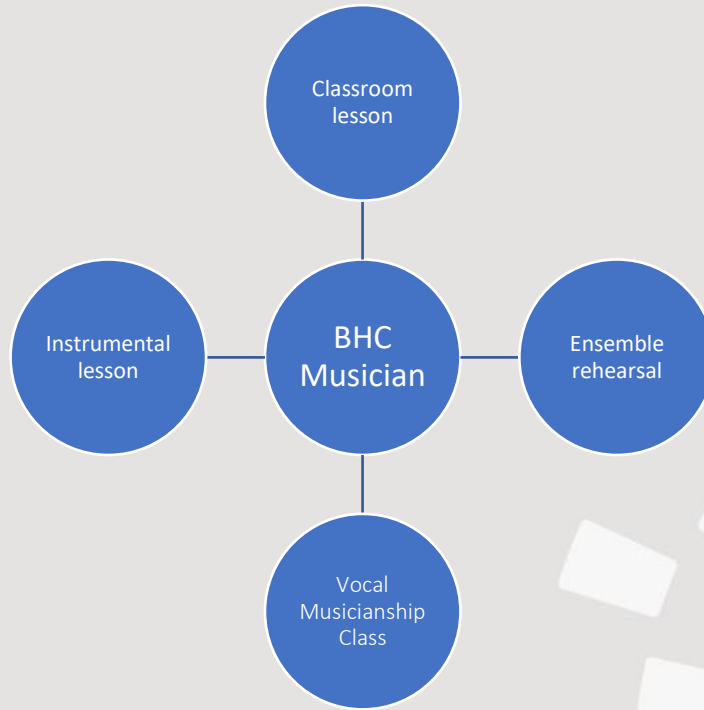 Classroom
lesson
Instrumental
lesson
BHC
Musician
Ensemble
rehearsal
Vocal
Musicianship
Class